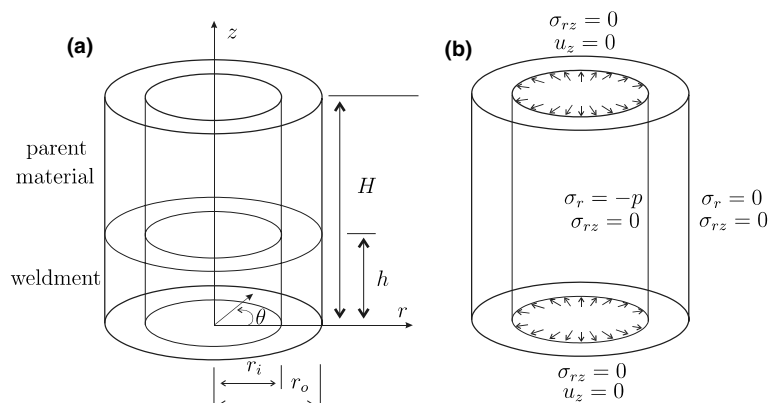 (a)
z
parent
material
H
weldment
h
θ
r
r_i
r_o
(b)
σ_rz = 0
u_z = 0
σ_r = −p
σ_rz = 0
σ_r = 0
σ_rz = 0
σ_rz = 0
u_z = 0